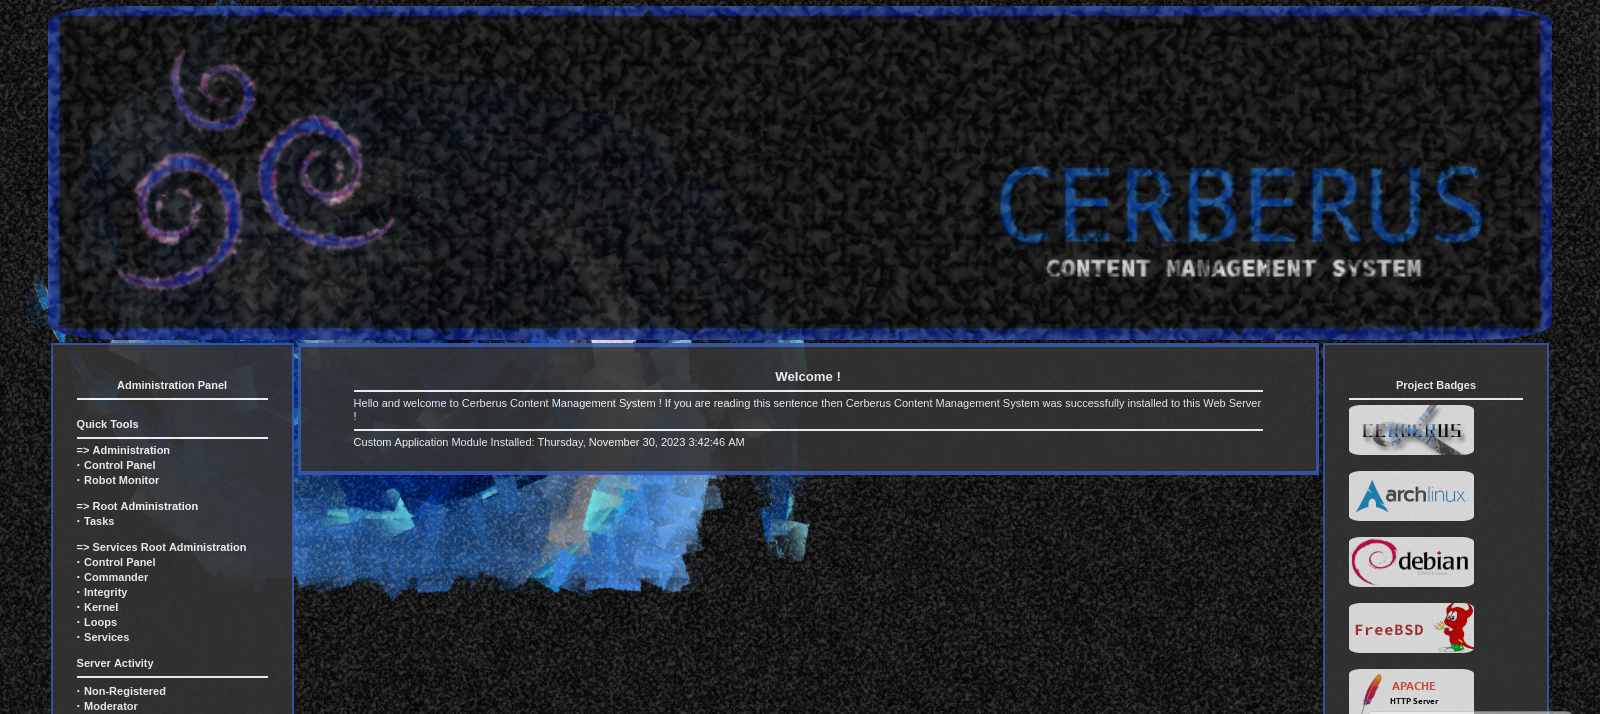 CERBERUS
CONTENT MANAGEMENT SYSTEM
Administration Panel
Quick Tools
=> Administration
· Control Panel
· Robot Monitor
=> Root Administration
· Tasks
=> Services Root Administration
· Control Panel
· Commander
· Integrity
· Kernel
· Loops
· Services
Server Activity
· Non-Registered
· Moderator
Welcome !
Hello and welcome to Cerberus Content Management System ! If you are reading this sentence then Cerberus Content Management System was successfully installed to this Web Server
!
Custom Application Module Installed: Thursday, November 30, 2023 3:42:46 AM
Project Badges
CERBERUS
archlinux
debian
FreeBSD
APACHE
HTTP Server